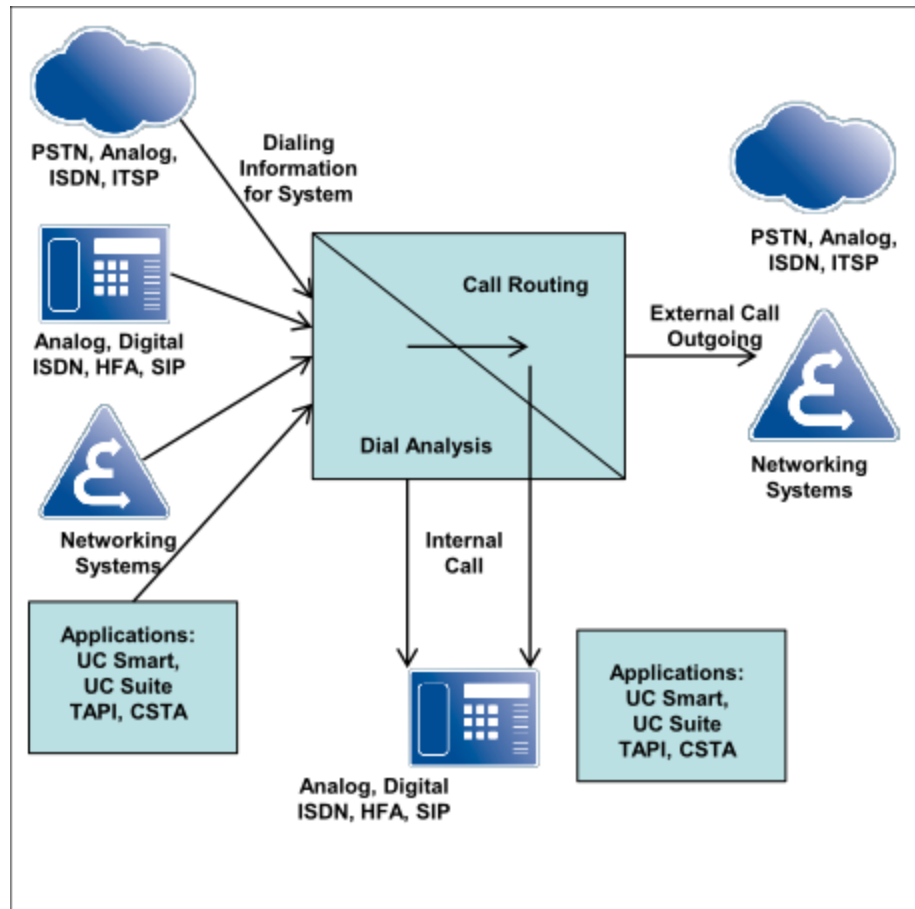 PSTN, Analog,
ISDN, ITSP
Dialing
Information
for System
PSTN, Analog,
ISDN, ITSP
Analog, Digital
ISDN, HFA, SIP
Call Routing
External Call
Outgoing
Dial Analysis
Networking
Systems
Networking
Systems
Internal
Call
Applications:
UC Smart,
UC Suite
TAPI, CSTA
Analog, Digital
ISDN, HFA, SIP
Applications:
UC Smart,
UC Suite
TAPI, CSTA